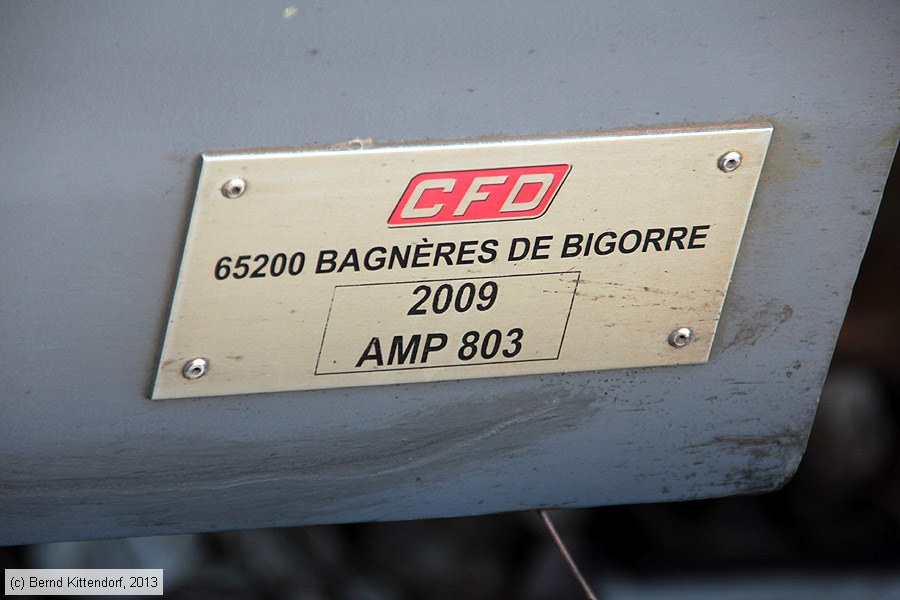 CFD
65200 BAGNÈRES DE BIGORRE
2009
AMP 803
(c) Bernd Kittendorf, 2013